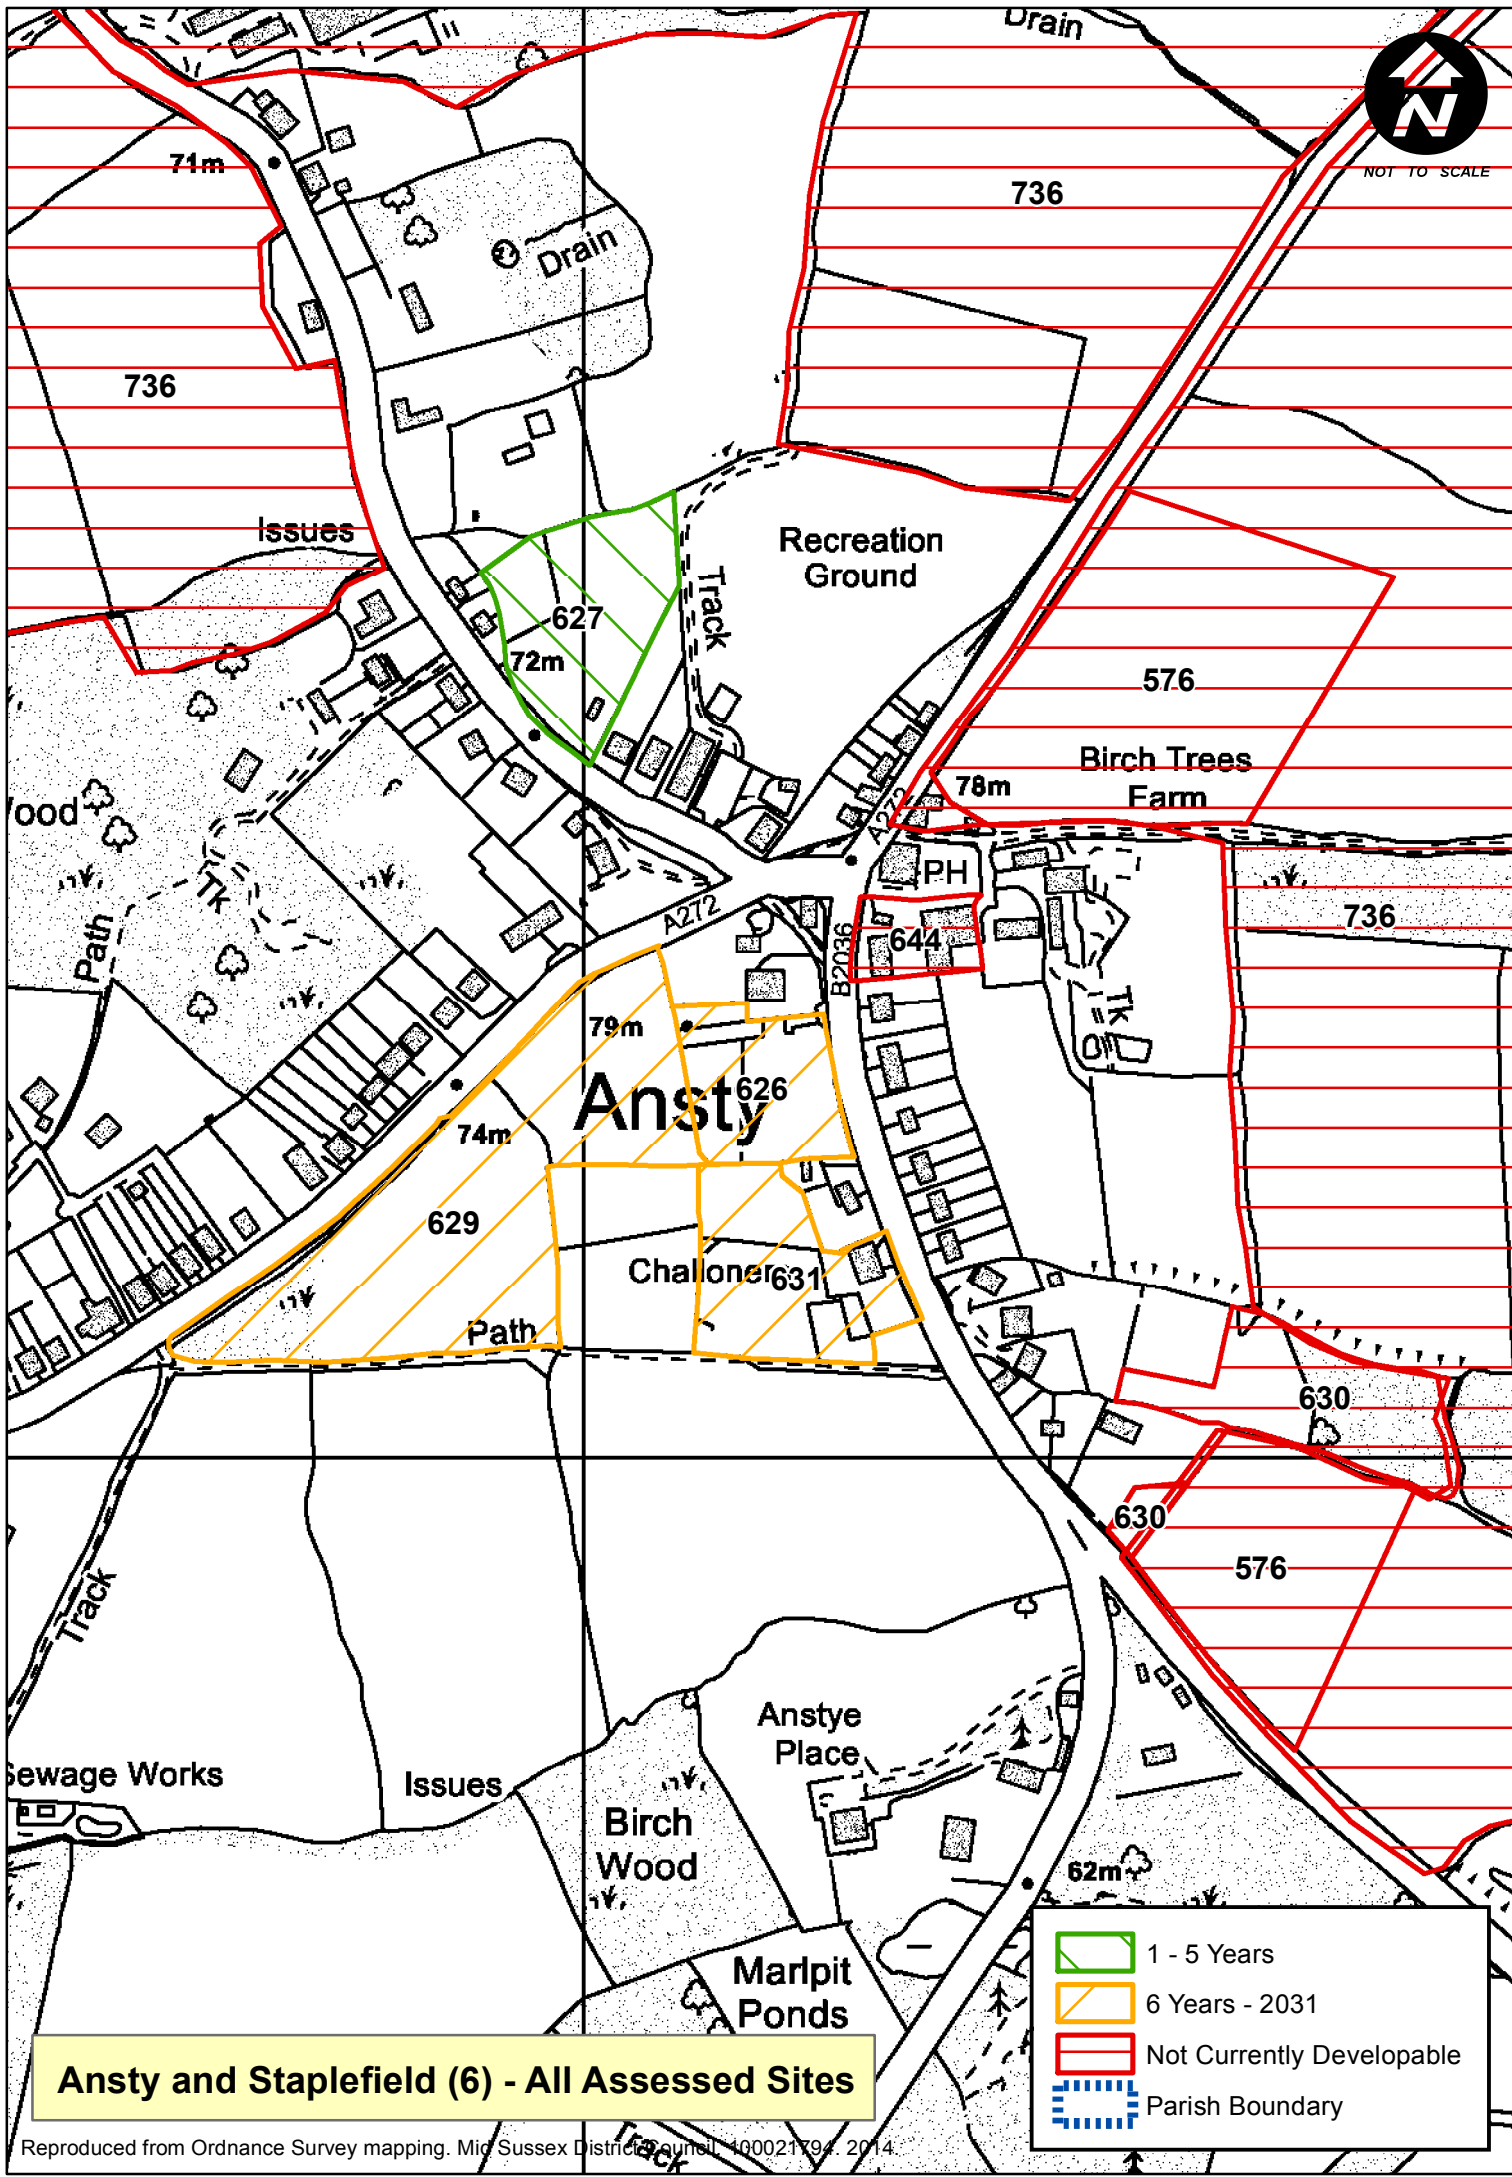 Drain
N
NOT TO SCALE
71m
736
Drain
736
Issues
Recreation
Ground
Track
627
72m
576
Birch Trees
Farm
78m
A272
ood
Tk
Path
PH
A272
B2036
644
736
79m
Tk
Ansty
626
74m
629
Challoners
631
Path
630
630
576
Track
Anstye
Place
Sewage Works
Issues
Birch
Wood
62m
Marlpit
Ponds
1 - 5 Years
6 Years - 2031
Not Currently Developable
Parish Boundary
Ansty and Staplefield (6) - All Assessed Sites
Track
Reproduced from Ordnance Survey mapping. Mid Sussex District Council. 100021794. 2014.